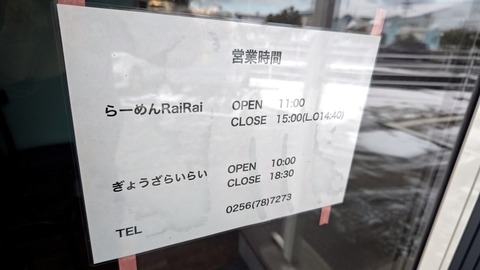 営業時間
らーめんRaiRai OPEN 11:00
CLOSE 15:00(L.O14:40)
ぎょうざらいらい OPEN 10:00
CLOSE 18:30
TEL 0256(78)7273